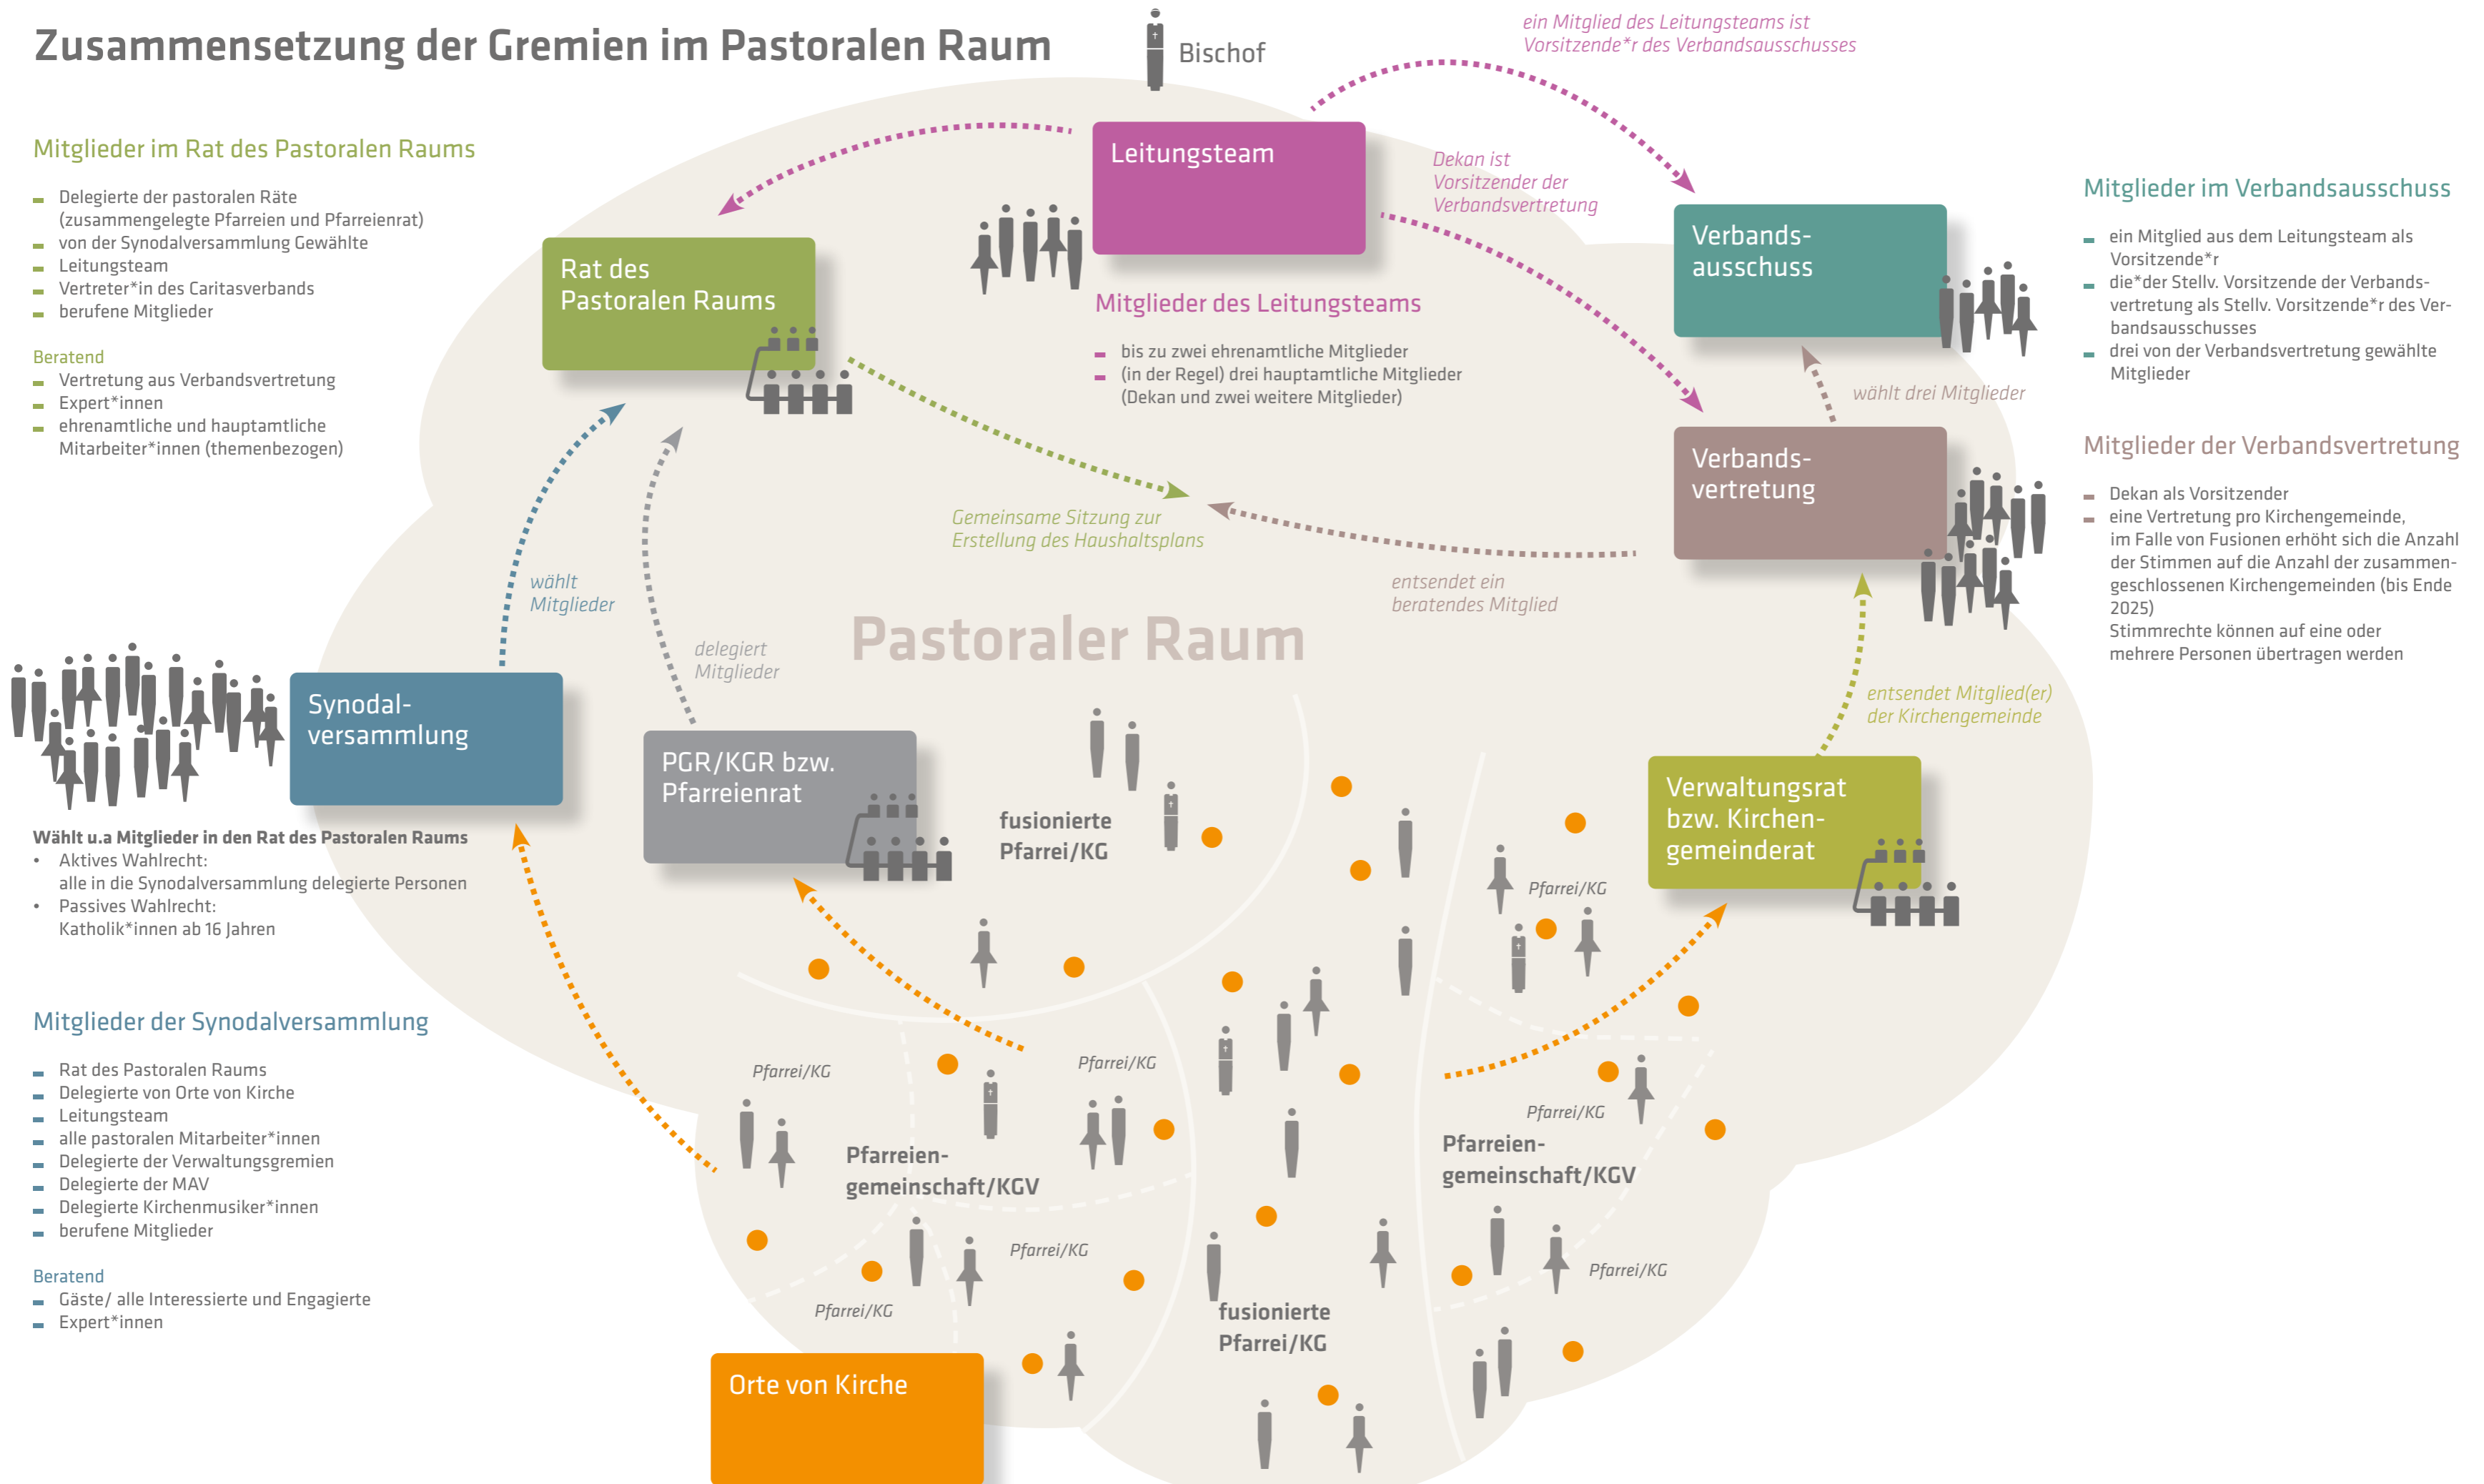 Zusammensetzung der Gremien im Pastoralen Raum
Bischof
ein Mitglied des Leitungsteams ist
Vorsitzende*r des Verbandsausschusses
Mitglieder im Rat des Pastoralen Raums
Delegierte der pastoralen Räte
(zusammengelegte Pfarreien und Pfarreienrat)
von der Synodalversammlung Gewählte
Leitungsteam
Vertreter*in des Caritasverbands
berufene Mitglieder
Beratend
Vertretung aus Verbandsvertretung
Expert*innen
ehrenamtliche und hauptamtliche
Mitarbeiter*innen (themenbezogen)
Rat des
Pastoralen Raums
Leitungsteam
Dekan ist
Vorsitzender der
Verbandsvertretung
Mitglieder des Leitungsteams
bis zu zwei ehrenamtliche Mitglieder
(in der Regel) drei hauptamtliche Mitglieder
(Dekan und zwei weitere Mitglieder)
Verbands-
ausschuss
wählt drei Mitglieder
Verbands-
vertretung
Mitglieder im Verbandsausschuss
ein Mitglied aus dem Leitungsteam als
Vorsitzende*r
die*der Stellv. Vorsitzende der Verbands-
vertretung als Stellv. Vorsitzende*r des Ver-
bandsausschusses
drei von der Verbandsvertretung gewählte
Mitglieder
Mitglieder der Verbandsvertretung
Dekan als Vorsitzender
eine Vertretung pro Kirchengemeinde,
im Falle von Fusionen erhöht sich die Anzahl
der Stimmen auf die Anzahl der zusammen-
geschlossenen Kirchengemeinden (bis Ende
2025)
Stimmrechte können auf eine oder
mehrere Personen übertragen werden
Gemeinsame Sitzung zur
Erstellung des Haushaltsplans
entsendet ein
beratendes Mitglied
wählt
Mitglieder
delegiert
Mitglieder
Pastoraler Raum
entsendet Mitglied(er)
der Kirchengemeinde
Synodal-
versammlung
PGR/KGR bzw.
Pfarreienrat
Verwaltungsrat
bzw. Kirchen-
gemeinderat
Wählt u.a Mitglieder in den Rat des Pastoralen Raums
• Aktives Wahlrecht:
alle in die Synodalversammlung delegierte Personen
• Passives Wahlrecht:
Katholik*innen ab 16 Jahren
Mitglieder der Synodalversammlung
Rat des Pastoralen Raums
Delegierte von Orte von Kirche
Leitungsteam
alle pastoralen Mitarbeiter*innen
Delegierte der Verwaltungsgremien
Delegierte der MAV
Delegierte Kirchenmusiker*innen
berufene Mitglieder
Beratend
Gäste/ alle Interessierte und Engagierte
Expert*innen
fusionierte
Pfarrei/KG
Pfarrei/KG
Pfarrei/KG
Pfarrei/KG
Pfarreien-
gemeinschaft/KGV
Pfarrei/KG
Pfarrei/KG
Pfarrei/KG
Pfarreien-
gemeinschaft/KGV
Pfarrei/KG
fusionierte
Pfarrei/KG
Orte von Kirche